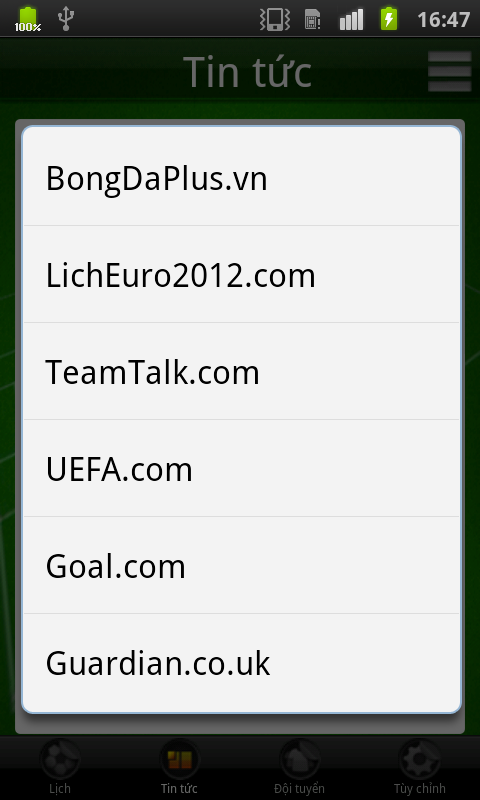 100%
16:47
Tin tức
BongDaPlus.vn
LichEuro2012.com
TeamTalk.com
UEFA.com
Goal.com
Guardian.co.uk
Lịch
Tin tức
Đội tuyển
Tùy chỉnh